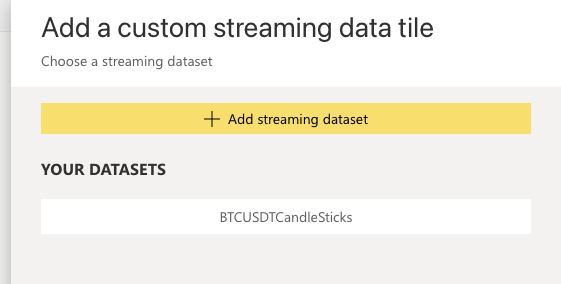 Add a custom streaming data tile
Choose a streaming dataset
Add streaming dataset
YOUR DATASETS
BTCUSDTCandleSticks